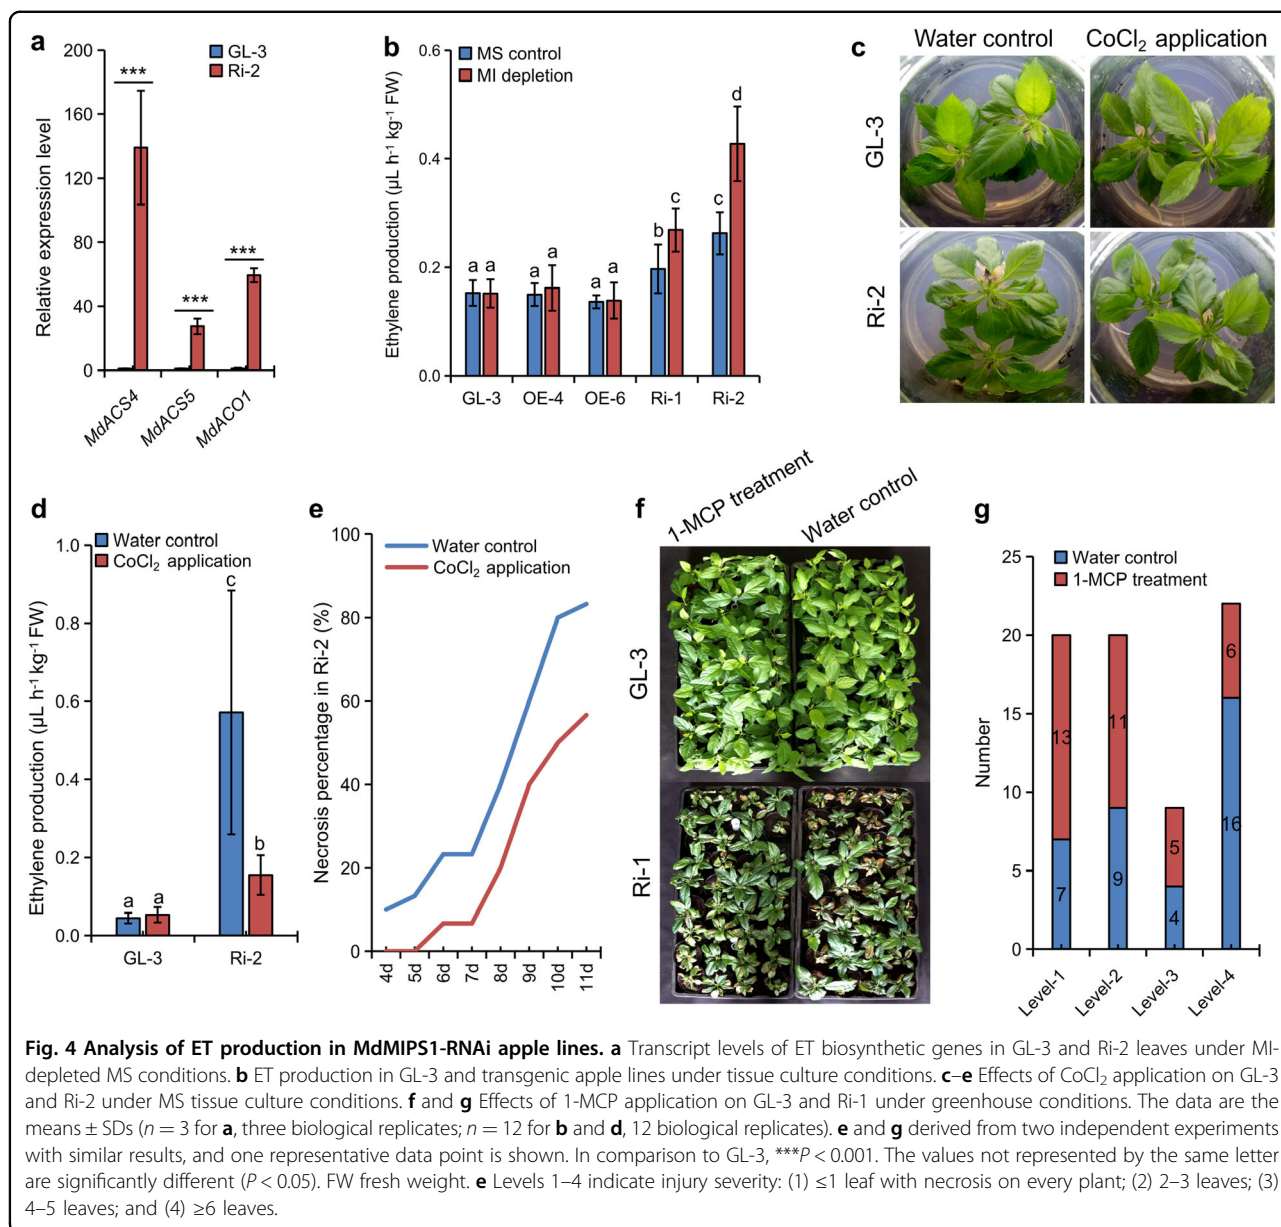 a
GL-3
Ri-2
200
160
120
80
40
0
Relative expression level
***
***
***
MdACS4
MdACS5
MdACO1
b
MS control
MI depletion
0.6
0.4
0.2
0.0
Ethylene production (µL h⁻¹ kg⁻¹ FW)
a a a a a a b c c d
GL-3 OE-4 OE-6 Ri-1 Ri-2
c
Water control CoCl₂ application
GL-3
Ri-2
d
Water control
CoCl₂ application
1.0
0.8
0.6
0.4
0.2
0.0
Ethylene production (µL h⁻¹ kg⁻¹ FW)
a a c b
GL-3 Ri-2
e
Water control
CoCl₂ application
100
80
60
40
20
0
Necrosis percentage in Ri-2 (%)
4d 5d 6d 7d 8d 9d 10d 11d
f
1-MCP treatment
Water control
GL-3
Ri-1
g
Water control
1-MCP treatment
25
20
15
10
5
0
Number
13 11 5 6
7 9 4 16
Level-1 Level-2 Level-3 Level-4
Fig. 4 Analysis of ET production in MdMIPS1-RNAi apple lines. a Transcript levels of ET biosynthetic genes in GL-3 and Ri-2 leaves under MI-
depleted MS conditions. b ET production in GL-3 and transgenic apple lines under tissue culture conditions. c–e Effects of CoCl₂ application on GL-3
and Ri-2 under MS tissue culture conditions. f and g Effects of 1-MCP application on GL-3 and Ri-1 under greenhouse conditions. The data are the
means ± SDs (n = 3 for a, three biological replicates; n = 12 for b and d, 12 biological replicates). e and g derived from two independent experiments
with similar results, and one representative data point is shown. In comparison to GL-3, ***P < 0.001. The values not represented by the same letter
are significantly different (P < 0.05). FW fresh weight. e Levels 1–4 indicate injury severity: (1) ≤1 leaf with necrosis on every plant; (2) 2–3 leaves; (3)
4–5 leaves; and (4) ≥6 leaves.